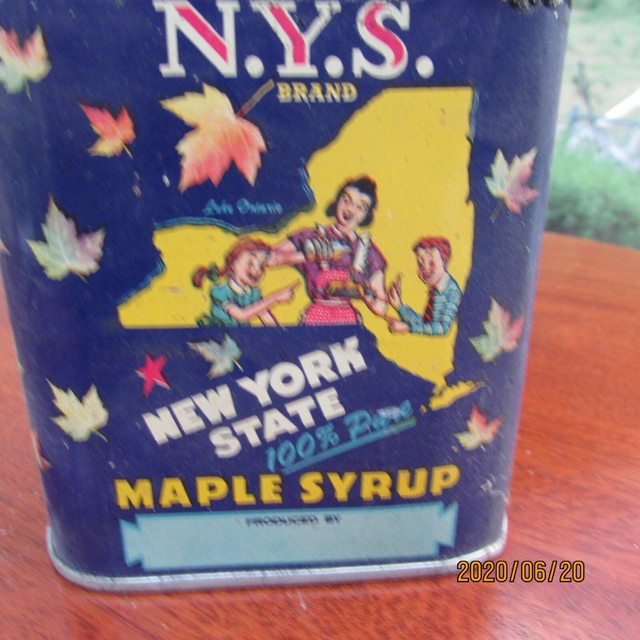 N.Y.S.
BRAND
Lake Ontario
NEW YORK
STATE
100% Pure
MAPLE SYRUP
PRODUCED BY
2020/06/20